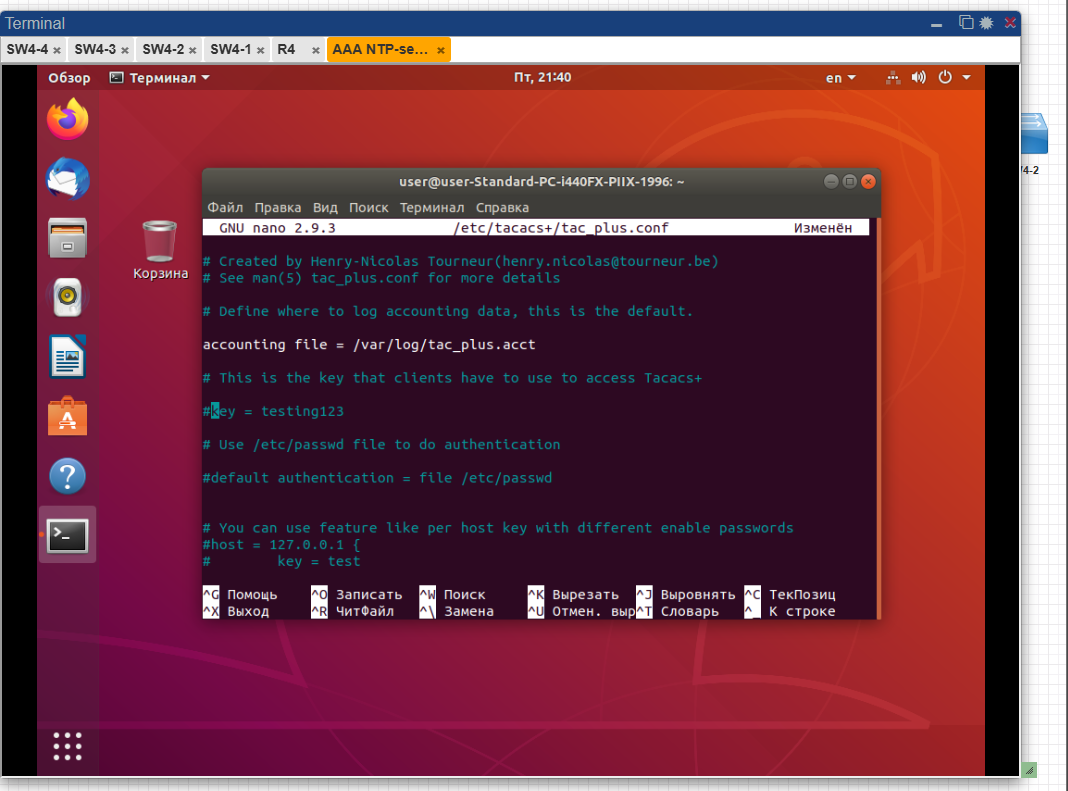 Terminal
SW4-4 × SW4-3 × SW4-2 × SW4-1 × R4 × AAA NTP-se... ×
Обзор Терминал Пт, 21:40 en
4-2
user@user-Standard-PC-i440FX-PIIX-1996: ~
Файл Правка Вид Поиск Терминал Справка
GNU nano 2.9.3 /etc/tacacs+/tac_plus.conf Изменён
Корзина
# Created by Henry-Nicolas Tourneur(henry.nicolas@tourneur.be)
# See man(5) tac_plus.conf for more details
# Define where to log accounting data, this is the default.
accounting file = /var/log/tac_plus.acct
# This is the key that clients have to use to access Tacacs+
#key = testing123
# Use /etc/passwd file to do authentication
#default authentication = file /etc/passwd
# You can use feature like per host key with different enable passwords
#host = 127.0.0.1 {
# key = test
^G Помощь ^O Записать ^W Поиск ^K Вырезать ^J Выровнять ^C ТекПозиц
^X Выход ^R ЧитФайл ^\ Замена ^U Отмен. выр ^T Словарь ^_ К строке